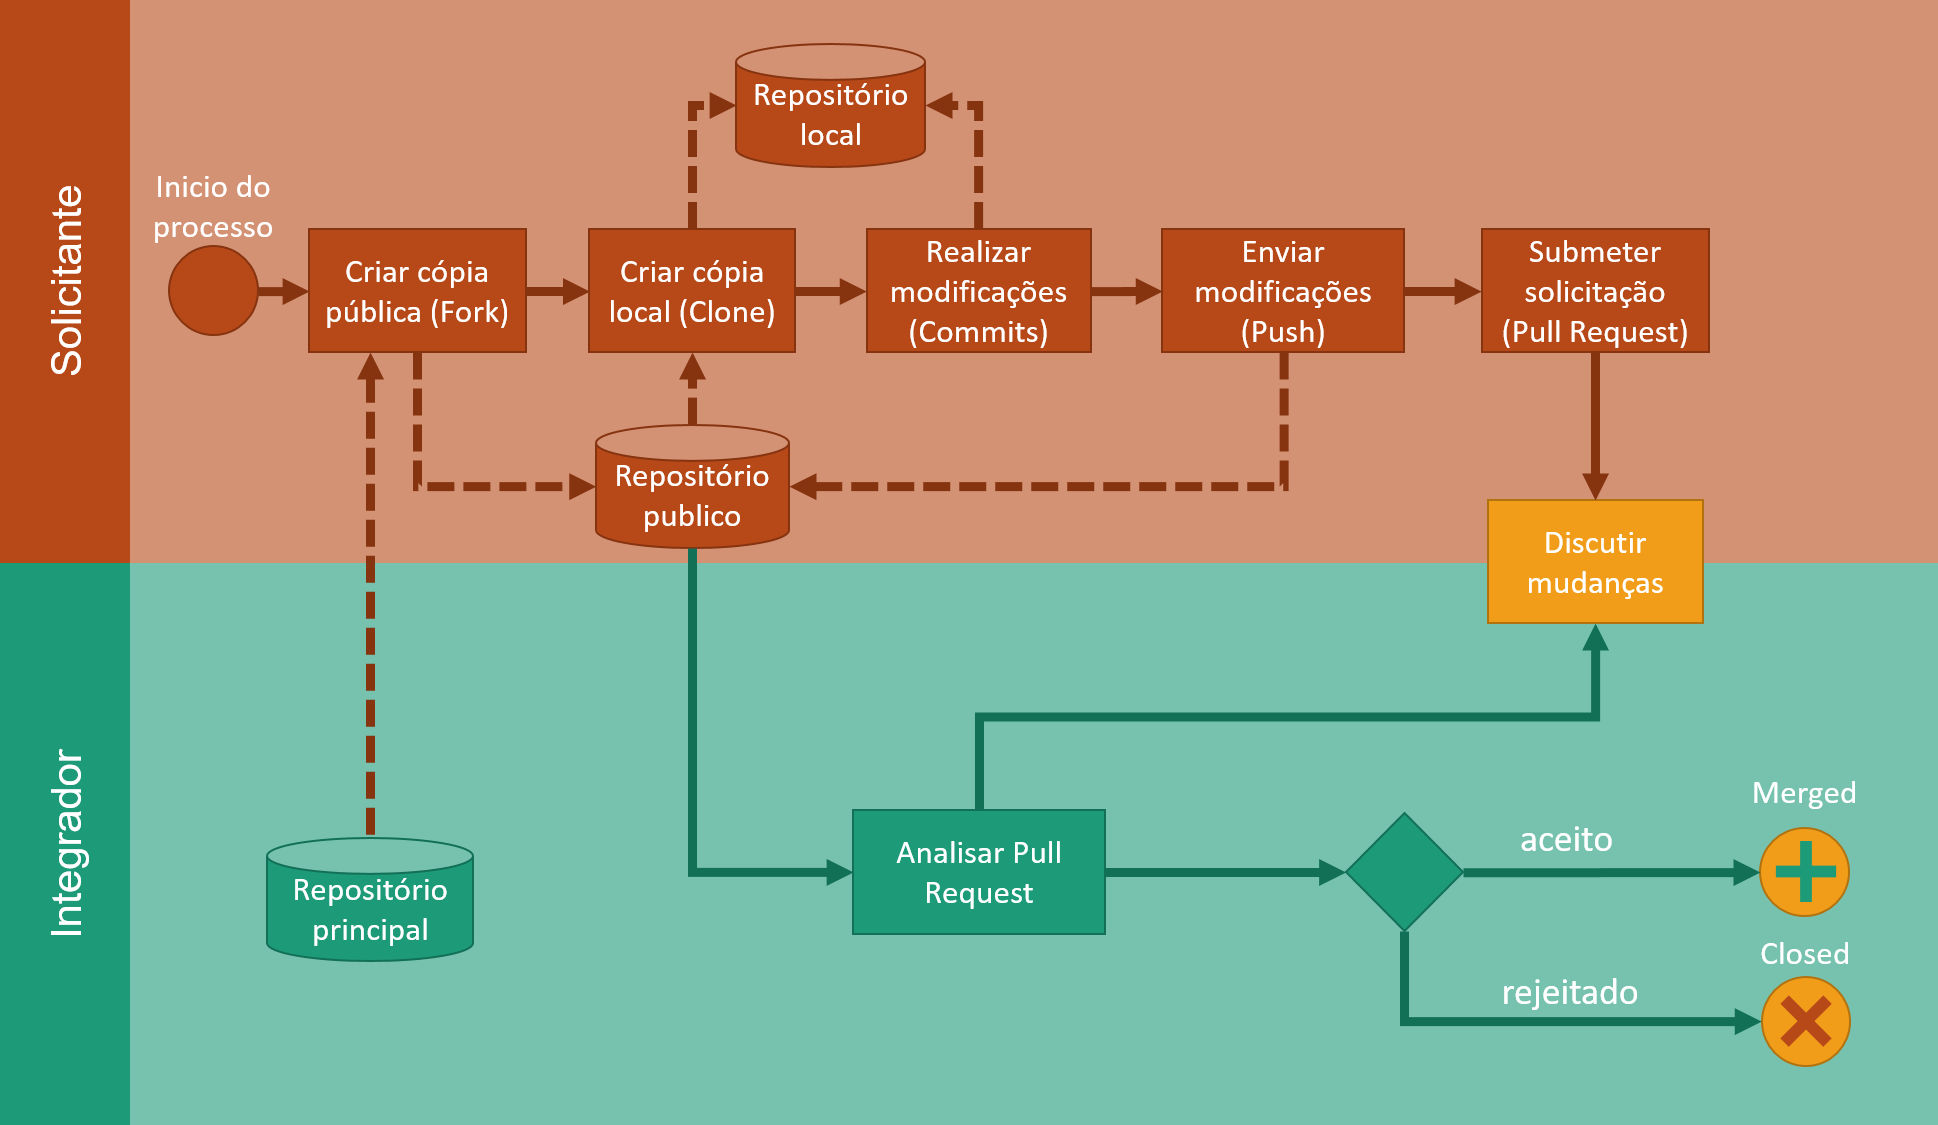 Solicitante
Inicio do
processo
Criar cópia
pública (Fork)
Criar cópia
local (Clone)
Repositório
local
Realizar
modificações
(Commits)
Enviar
modificações
(Push)
Submeter
solicitação
(Pull Request)
Repositório
publico
Discutir
mudanças
Integrador
Repositório
principal
Analisar Pull
Request
aceito
Merged
rejeitado
Closed